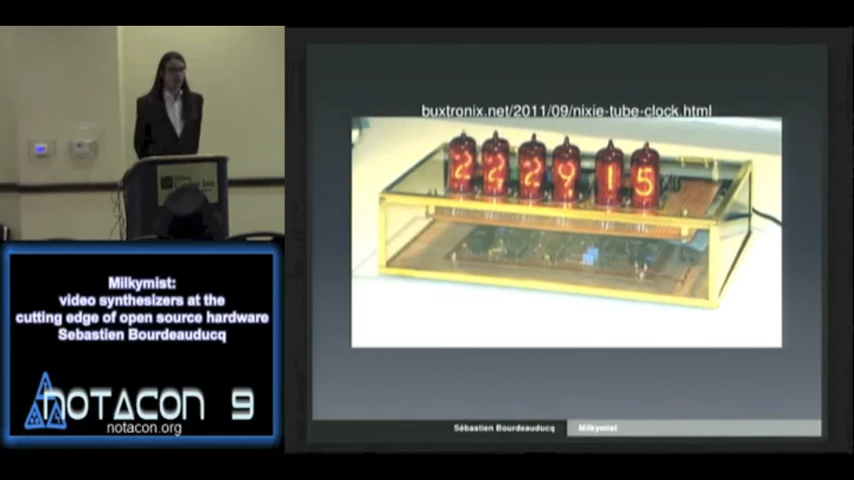 buxtronix.net/2011/09/nixie-tube-clock.html
222915
Milkymist:
video synthesizers at the
cutting edge of open source hardware
Sebastien Bourdeauducq
NOTACON 9
notacon.org
Sébastien Bourdeauducq
Milkymist